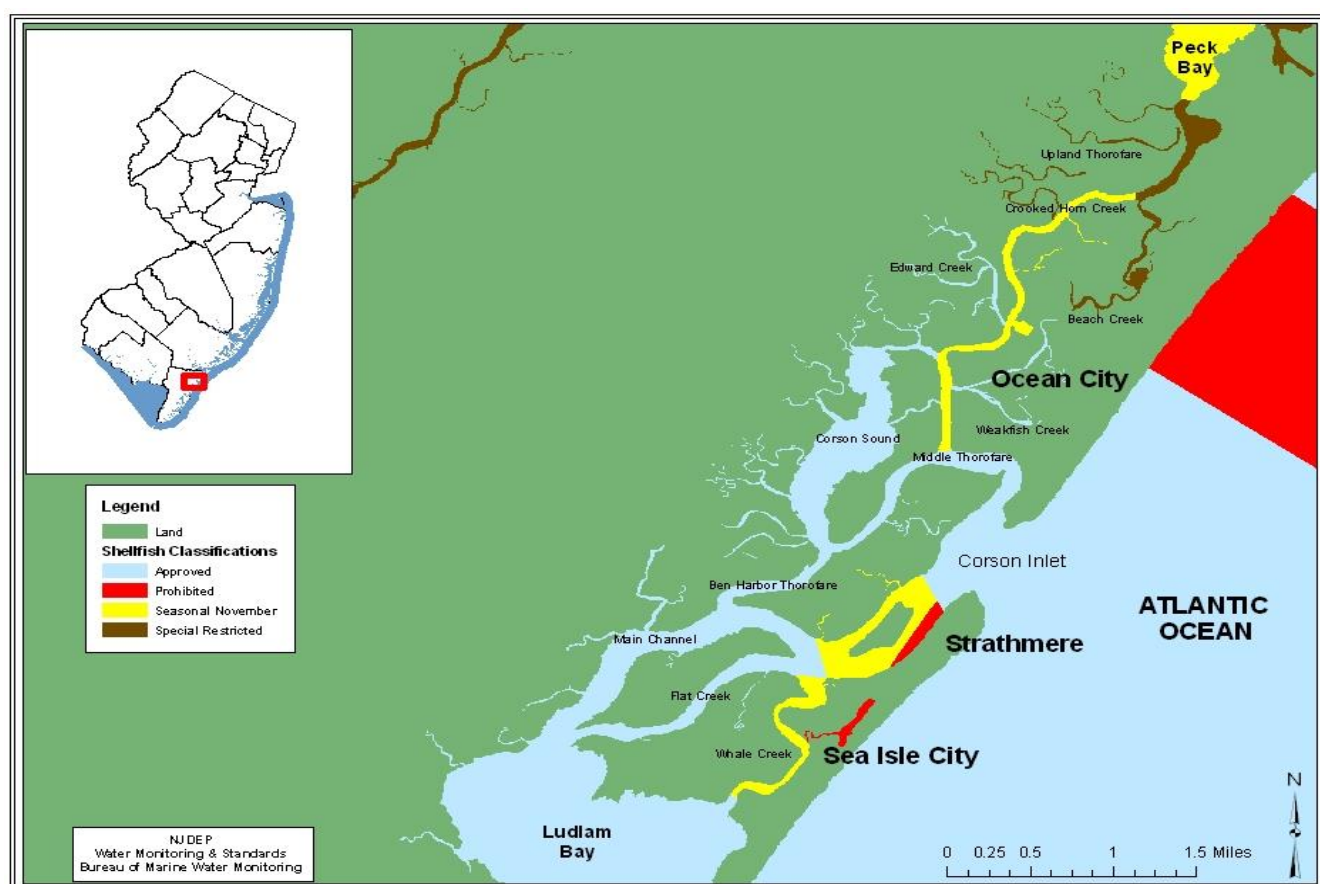 Peck
Bay
Upland Thorofare
Crooked Horn Creek
Edward Creek
Beach Creek
Ocean City
Weakfish Creek
Corson Sound
Middle Thorofare
Legend
Land
Shellfish Classifications
Approved
Prohibited
Seasonal November
Special Restricted
Corson Inlet
Ben Harbor Thorofare
ATLANTIC
OCEAN
Main Channel
Strathmere
Flat Creek
Whale Creek
Sea Isle City
Ludlam
Bay
NJDEP
Water Monitoring & Standards
Bureau of Marine Water Monitoring
N
0 0.25 0.5 1 1.5 Miles